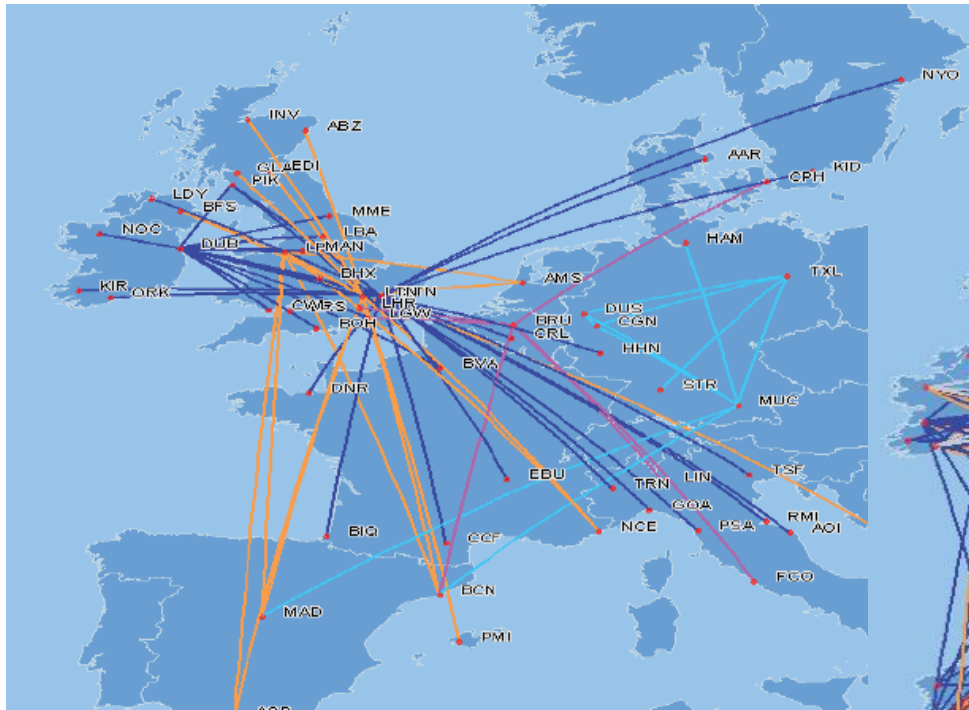 NYO
INV
ABZ
AAR
KID
CPH
EDI
PIK
LDY
BFS
MME
LBA
NOC
DUB
MAN
HAM
BHX
TXL
AMS
KIR
ORK
LHR
LGW
DUS
CGN
BRU
CRL
BOH
HHN
BVA
STR
DNR
MUC
EBU
TRN
LIN
TSF
GOA
PSA
RMI
AOI
NCE
BIQ
CCF
BCN
FCO
MAD
PMI